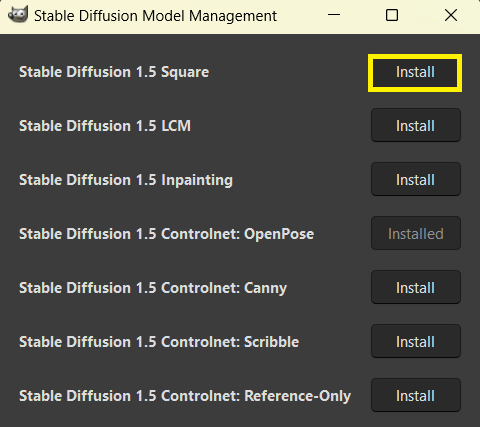 Stable Diffusion Model Management
Stable Diffusion 1.5 Square Install
Stable Diffusion 1.5 LCM Install
Stable Diffusion 1.5 Inpainting Install
Stable Diffusion 1.5 Controlnet: OpenPose Installed
Stable Diffusion 1.5 Controlnet: Canny Install
Stable Diffusion 1.5 Controlnet: Scribble Install
Stable Diffusion 1.5 Controlnet: Reference-Only Install